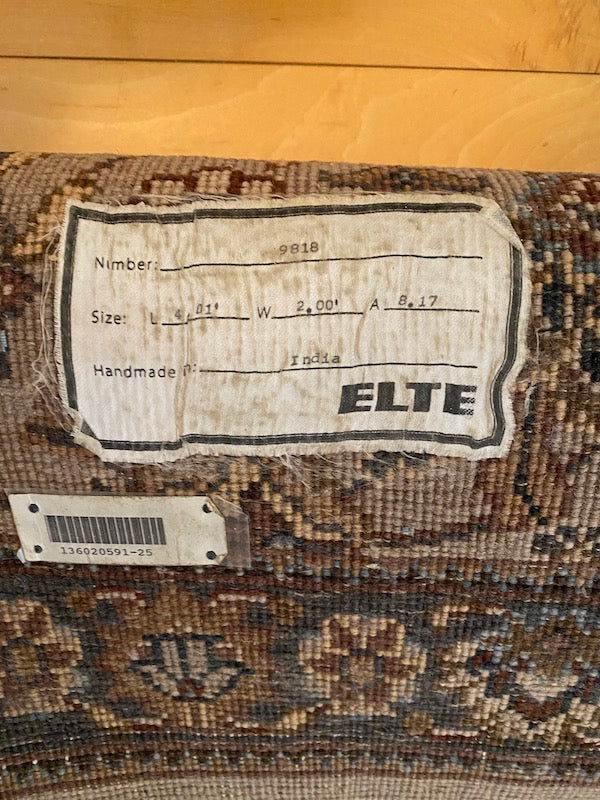 Number: 9818
Size: L 4.01' W 2.00' A 8.17
Handmade in: India
ELTE
136020591-25